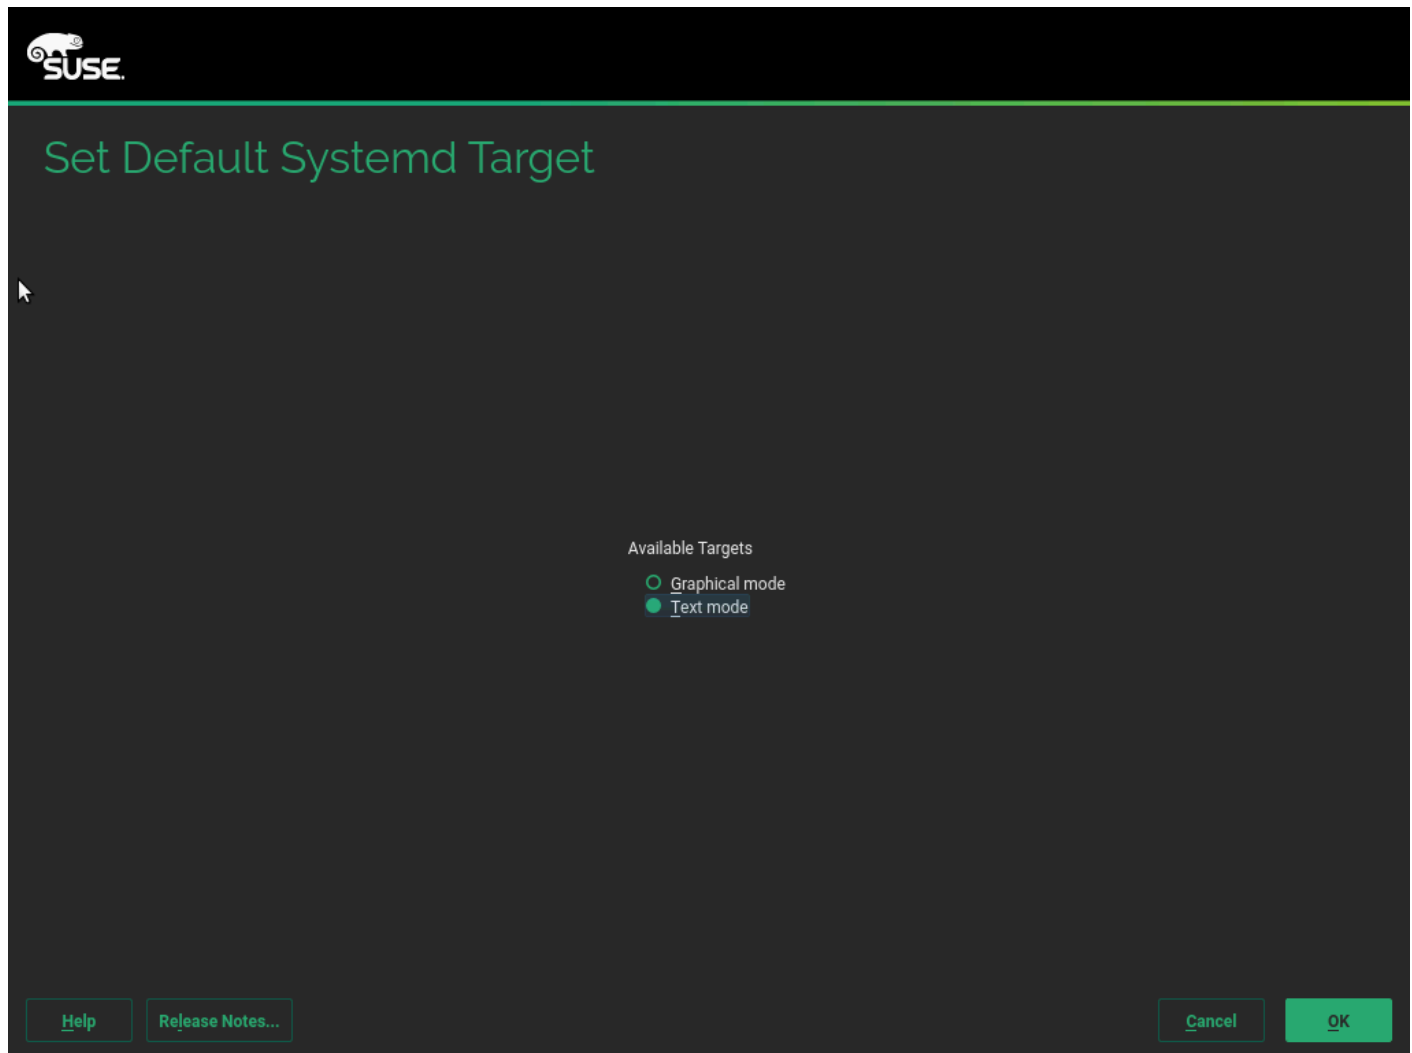 SUSE.
Set Default Systemd Target
Available Targets
Graphical mode
Text mode
Help
Release Notes...
Cancel
OK